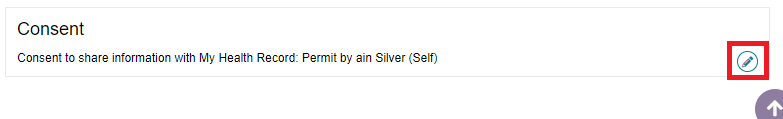 Consent
Consent to share information with My Health Record: Permit by ain Silver (Self)